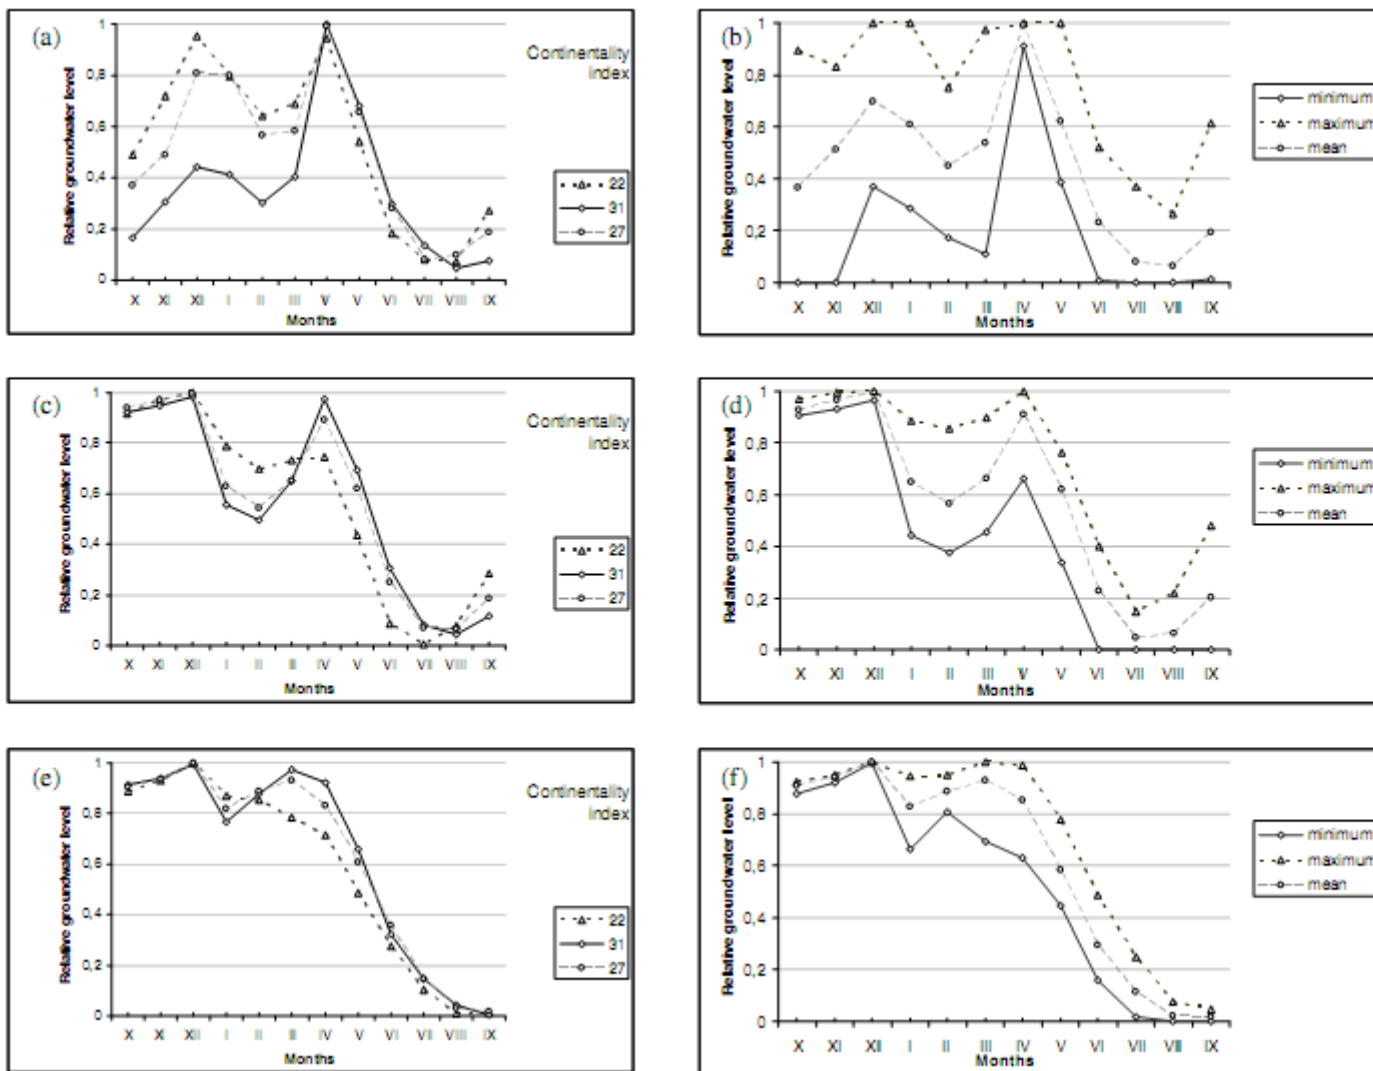 (a)
Continentality
index
Relative groundwater level
1
0,8
0,6
0,4
0,2
0
X XI XII I II III IV V VI VII VIII IX
Months
22
31
27
(b)
Relative groundwater level
1
0,8
0,6
0,4
0,2
0
X XI XII I II III IV V VI VII VIII IX
Months
minimum
maximum
mean
(c)
Continentality
index
Relative groundwater level
1
0,8
0,6
0,4
0,2
0
X XI XII I II III IV V VI VII VIII IX
Months
22
31
27
(d)
Relative groundwater level
1
0,8
0,6
0,4
0,2
0
X XI XII I II III IV V VI VII VIII IX
Months
minimum
maximum
mean
(e)
Continentality
index
Relative groundwater level
1
0,8
0,6
0,4
0,2
0
X XI XII I II III IV V VI VII VIII IX
Months
22
31
27
(f)
Relative groundwater level
1
0,8
0,6
0,4
0,2
0
X XI XII I II III IV V VI VII VIII IX
Months
minimum
maximum
mean